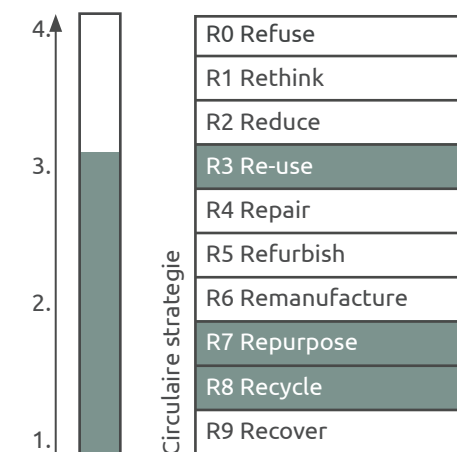 4.
3.
2.
1.
Circulaire strategie
R0 Refuse
R1 Rethink
R2 Reduce
R3 Re-use
R4 Repair
R5 Refurbish
R6 Remanufacture
R7 Repurpose
R8 Recycle
R9 Recover